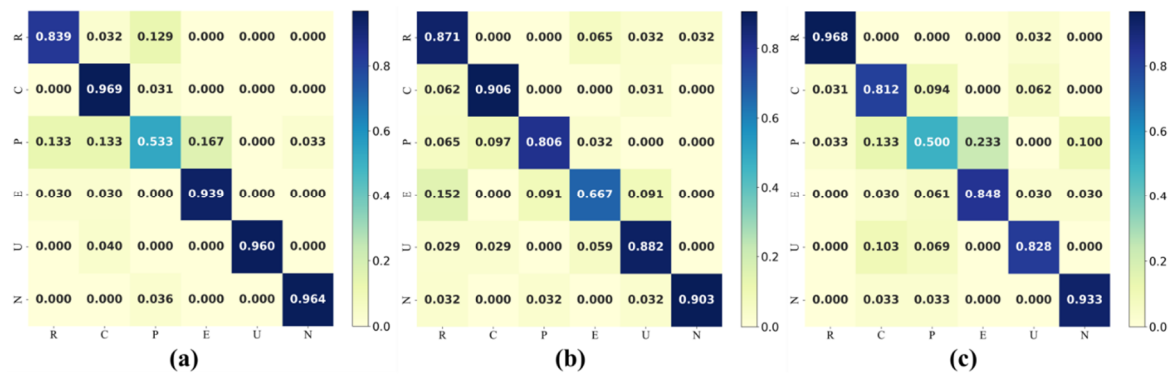 R 0.839 0.032 0.129 0.000 0.000 0.000
C 0.000 0.969 0.031 0.000 0.000 0.000
P 0.133 0.133 0.533 0.167 0.000 0.033
E 0.030 0.030 0.000 0.939 0.000 0.000
U 0.000 0.040 0.000 0.000 0.960 0.000
N 0.000 0.000 0.036 0.000 0.000 0.964
R C P E U N
0.8
0.6
0.4
0.2
0.0
(a)
R 0.871 0.000 0.000 0.065 0.032 0.032
C 0.062 0.906 0.000 0.000 0.031 0.000
P 0.065 0.097 0.806 0.032 0.000 0.000
E 0.152 0.000 0.091 0.667 0.091 0.000
U 0.029 0.029 0.000 0.059 0.882 0.000
N 0.032 0.000 0.032 0.000 0.032 0.903
R C P E U N
0.8
0.6
0.4
0.2
0.0
(b)
R 0.968 0.000 0.000 0.000 0.032 0.000
C 0.031 0.812 0.094 0.000 0.062 0.000
P 0.033 0.133 0.500 0.233 0.000 0.100
E 0.000 0.030 0.061 0.848 0.030 0.030
U 0.000 0.103 0.069 0.000 0.828 0.000
N 0.000 0.033 0.033 0.000 0.000 0.933
R C P E U N
0.8
0.6
0.4
0.2
0.0
(c)